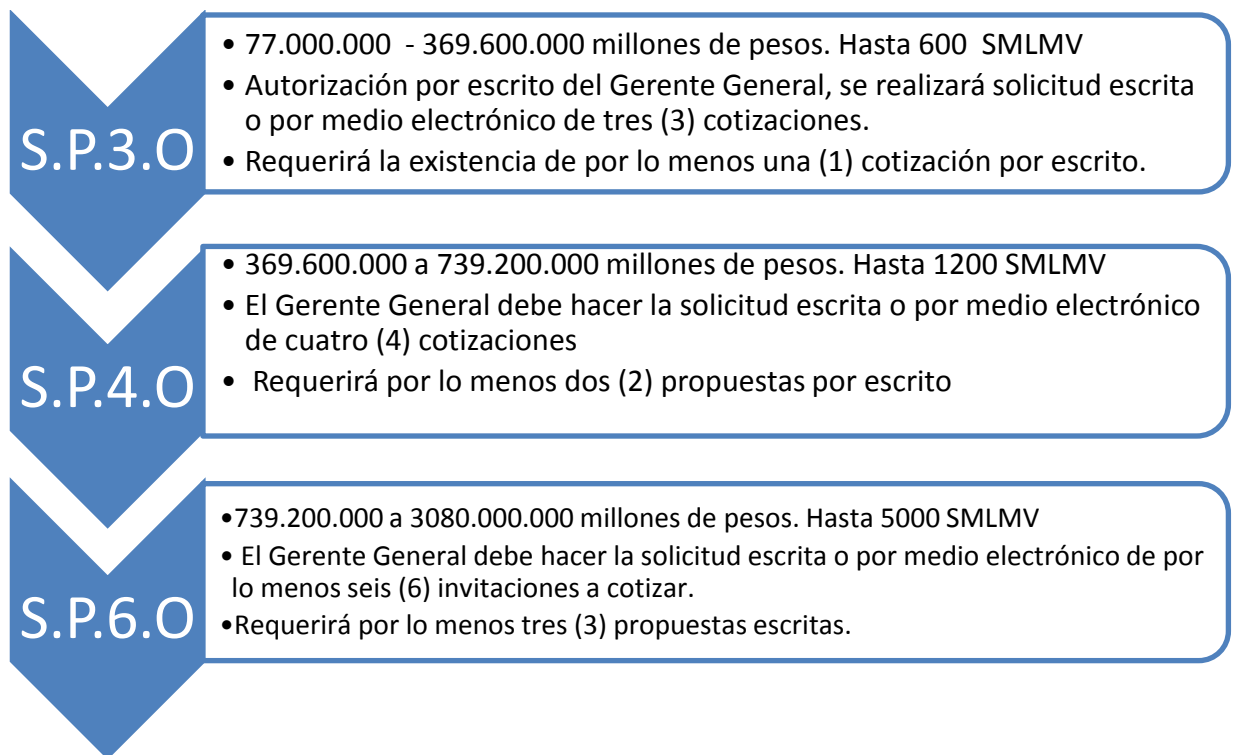 S.P.3.O
• 77.000.000 - 369.600.000 millones de pesos. Hasta 600 SMLMV
• Autorización por escrito del Gerente General, se realizará solicitud escrita
o por medio electrónico de tres (3) cotizaciones.
• Requerirá la existencia de por lo menos una (1) cotización por escrito.
S.P.4.O
• 369.600.000 a 739.200.000 millones de pesos. Hasta 1200 SMLMV
• El Gerente General debe hacer la solicitud escrita o por medio electrónico
de cuatro (4) cotizaciones
• Requerirá por lo menos dos (2) propuestas por escrito
S.P.6.O
•739.200.000 a 3080.000.000 millones de pesos. Hasta 5000 SMLMV
• El Gerente General debe hacer la solicitud escrita o por medio electrónico de por
lo menos seis (6) invitaciones a cotizar.
•Requerirá por lo menos tres (3) propuestas escritas.